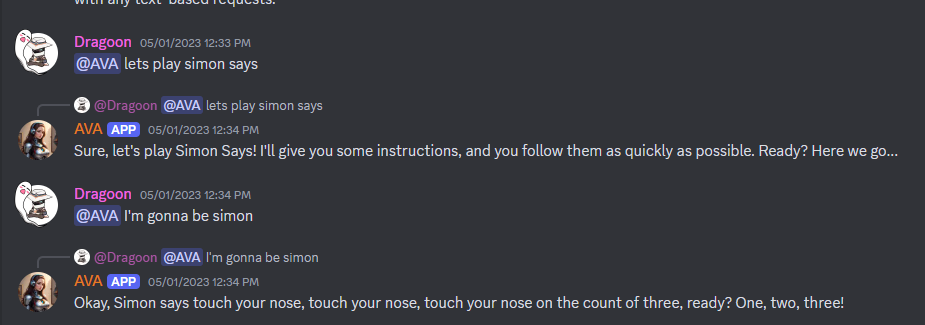 with any text-based requests.
Dragoon 05/01/2023 12:33 PM
@AVA lets play simon says
@Dragoon @AVA lets play simon says
AVA APP 05/01/2023 12:34 PM
Sure, let's play Simon Says! I'll give you some instructions, and you follow them as quickly as possible. Ready? Here we go...
Dragoon 05/01/2023 12:34 PM
@AVA I'm gonna be simon
@Dragoon @AVA I'm gonna be simon
AVA APP 05/01/2023 12:34 PM
Okay, Simon says touch your nose, touch your nose, touch your nose on the count of three, ready? One, two, three!